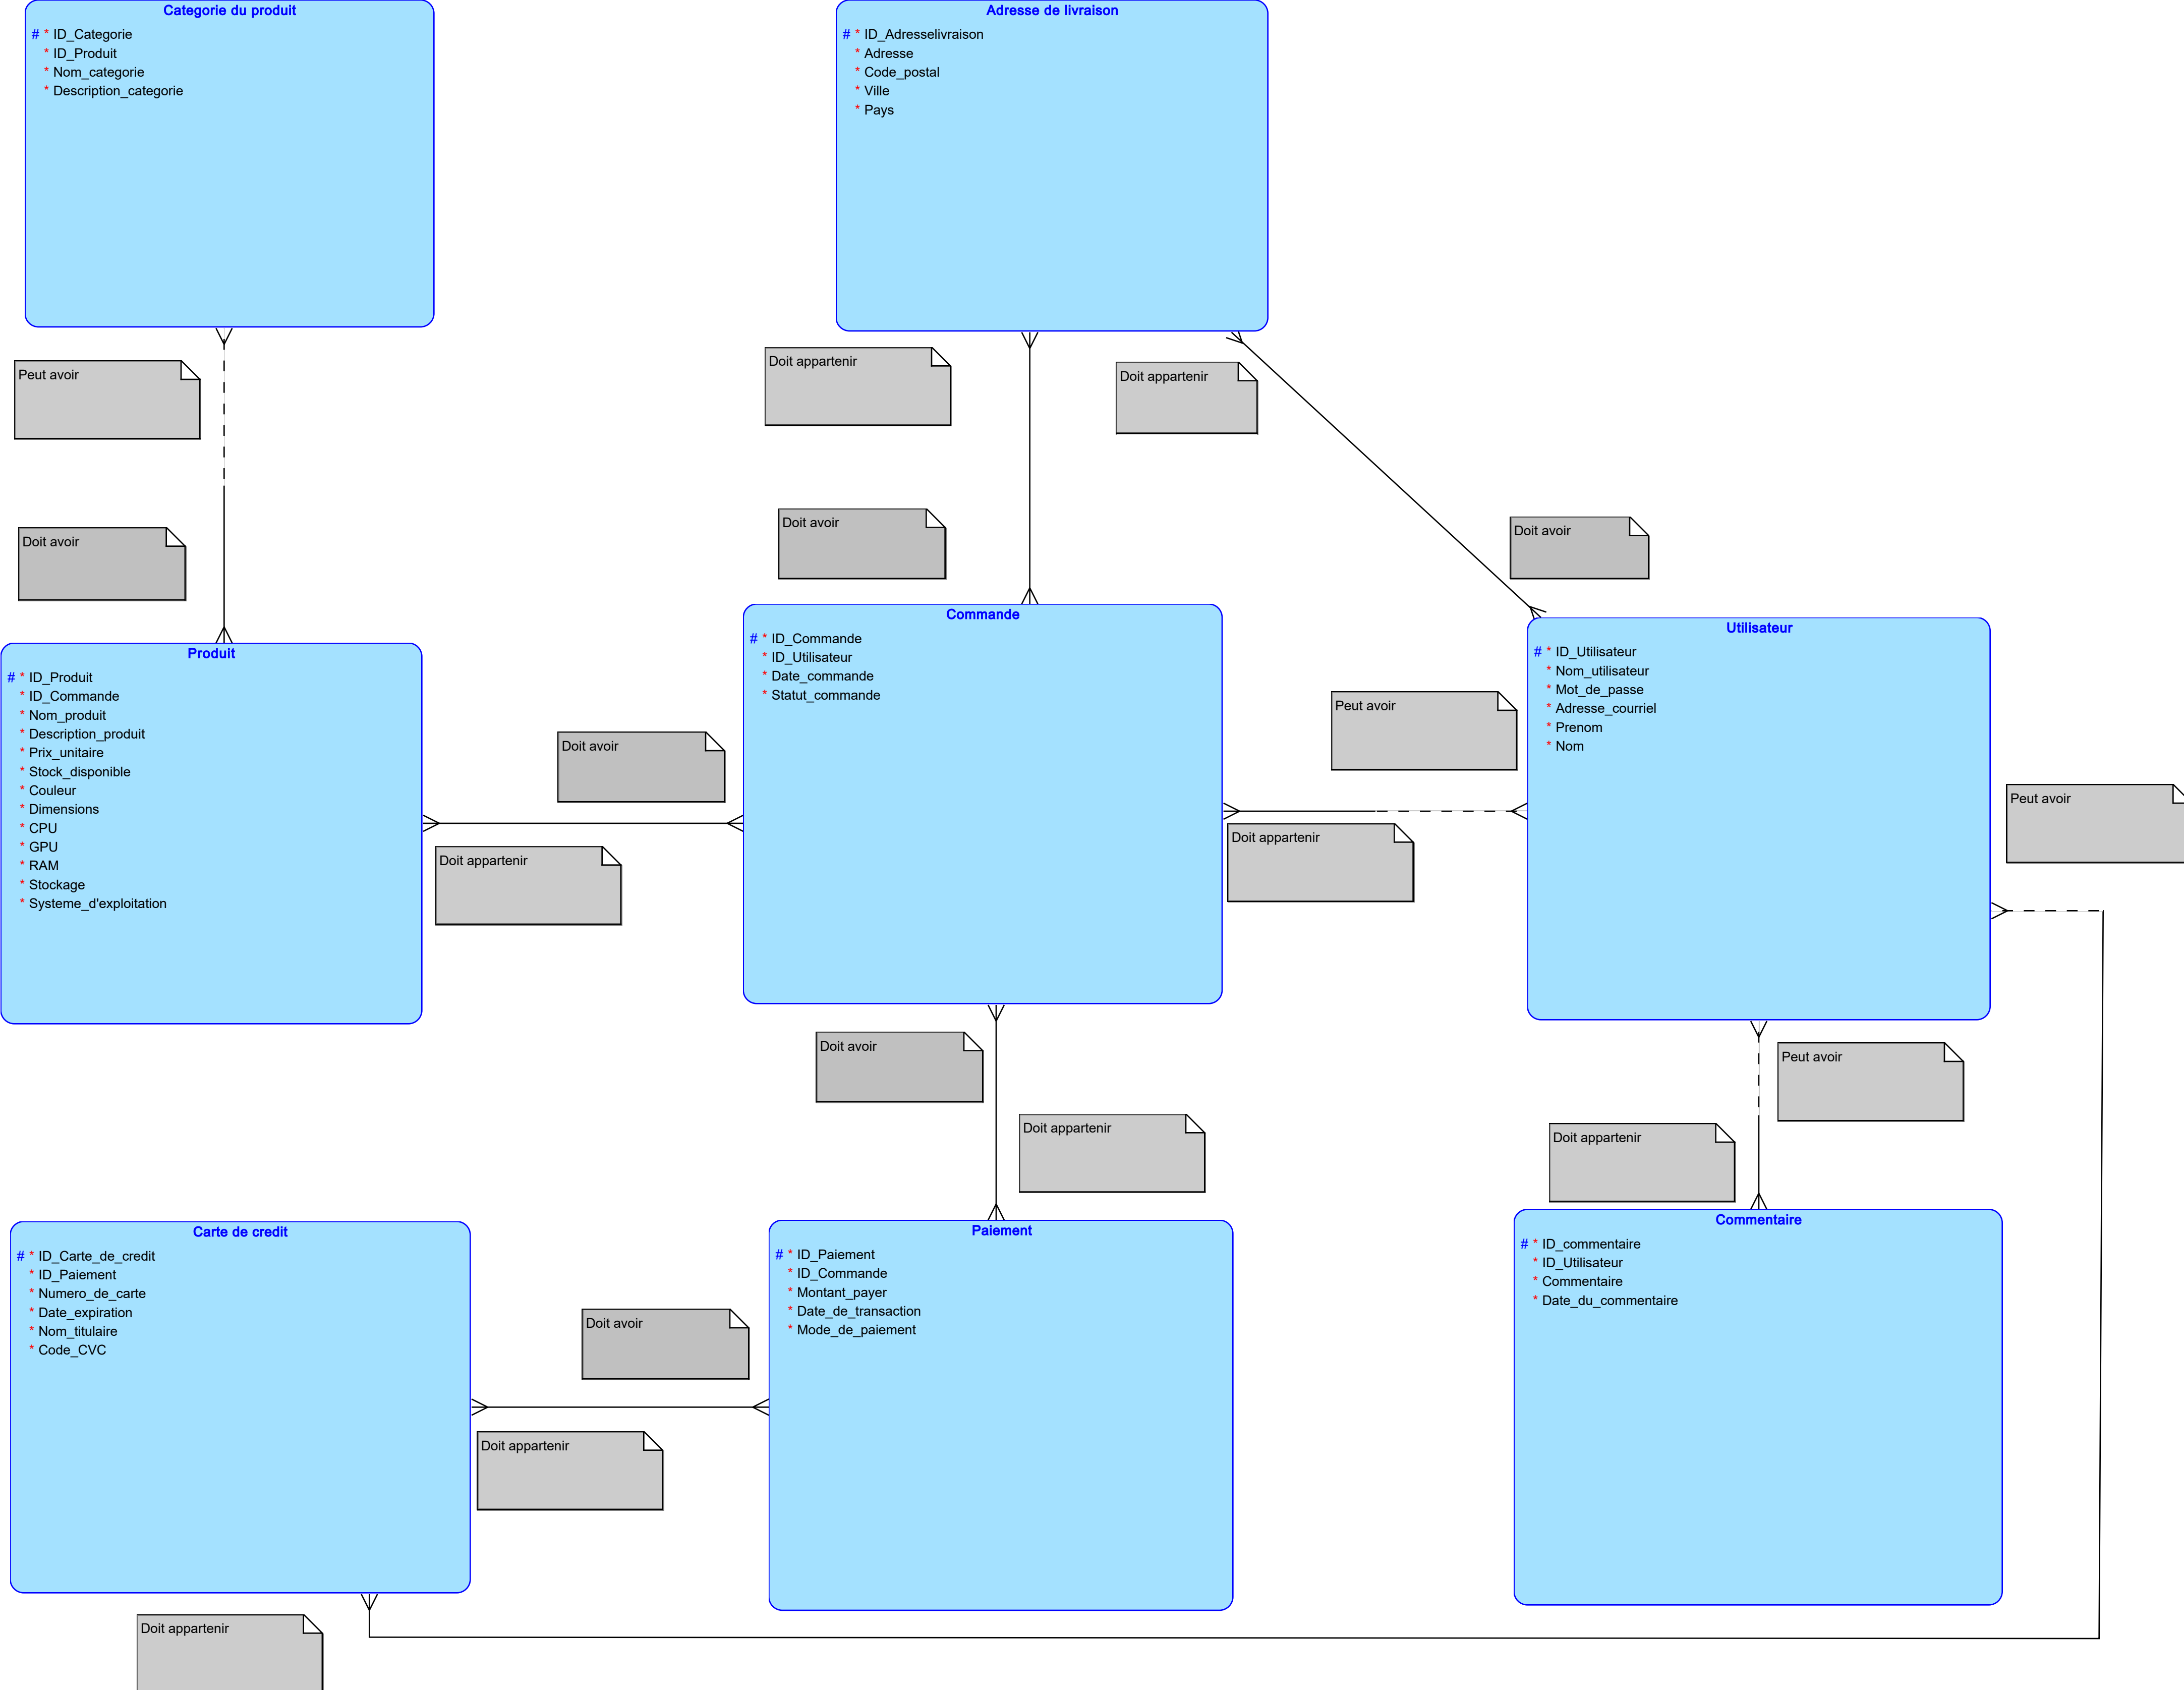 Categorie du produit
# * ID_Categorie
* ID_Produit
* Nom_categorie
* Description_categorie
Adresse de livraison
# * ID_Adresselivraison
* Adresse
* Code_postal
* Ville
* Pays
Peut avoir
Doit avoir
Doit appartenir
Doit appartenir
Doit avoir
Doit avoir
Produit
# * ID_Produit
* ID_Commande
* Nom_produit
* Description_produit
* Prix_unitaire
* Stock_disponible
* Couleur
* Dimensions
* CPU
* GPU
* RAM
* Stockage
* Systeme_d'exploitation
Doit avoir
Doit appartenir
Commande
# * ID_Commande
* ID_Utilisateur
* Date_commande
* Statut_commande
Peut avoir
Doit appartenir
Utilisateur
# * ID_Utilisateur
* Nom_utilisateur
* Mot_de_passe
* Adresse_courriel
* Prenom
* Nom
Peut avoir
Doit avoir
Doit appartenir
Peut avoir
Doit appartenir
Carte de credit
# * ID_Carte_de_credit
* ID_Paiement
* Numero_de_carte
* Date_expiration
* Nom_titulaire
* Code_CVC
Doit avoir
Doit appartenir
Paiement
# * ID_Paiement
* ID_Commande
* Montant_payer
* Date_de_transaction
* Mode_de_paiement
Commentaire
# * ID_commentaire
* ID_Utilisateur
* Commentaire
* Date_du_commentaire
Doit appartenir